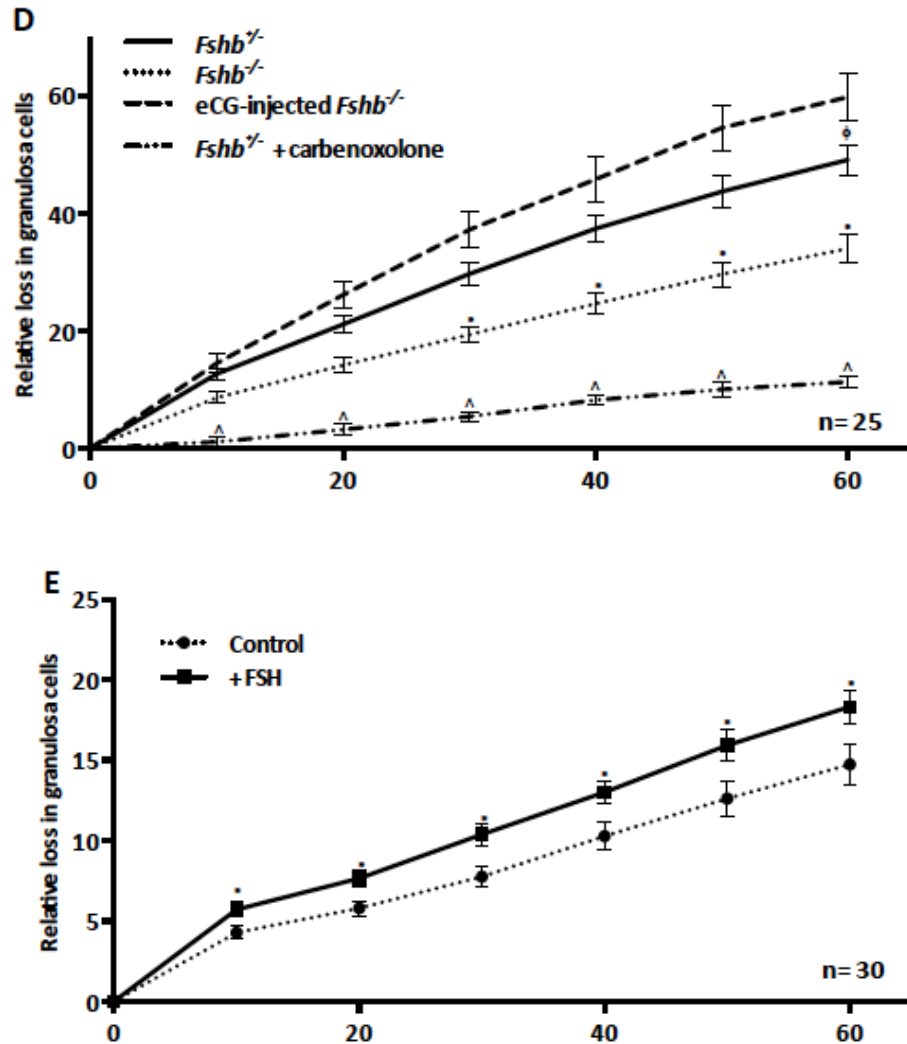 D
Relative loss in granulosa cells
Fshb+/-
Fshb-/-
eCG-injected Fshb-/-
Fshb+/- + carbenoxolone
60
40
20
0
ϕ
* * * * *
^ ^ ^ ^ ^ ^
n= 25
0 20 40 60
E
Relative loss in granulosa cells
Control
+ FSH
25
20
15
10
5
0
* * * * * *
n= 30
0 20 40 60